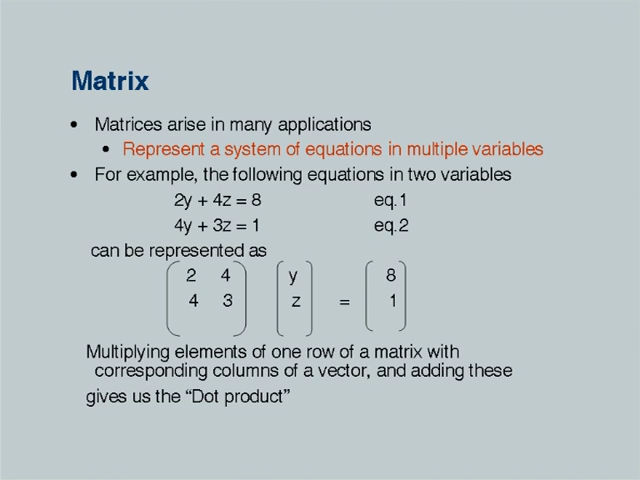 Matrix
• Matrices arise in many applications
• Represent a system of equations in multiple variables
• For example, the following equations in two variables
2y + 4z = 8 eq.1
4y + 3z = 1 eq.2
can be represented as
2 4 y 8
4 3 z = 1
Multiplying elements of one row of a matrix with
corresponding columns of a vector, and adding these
gives us the “Dot product”